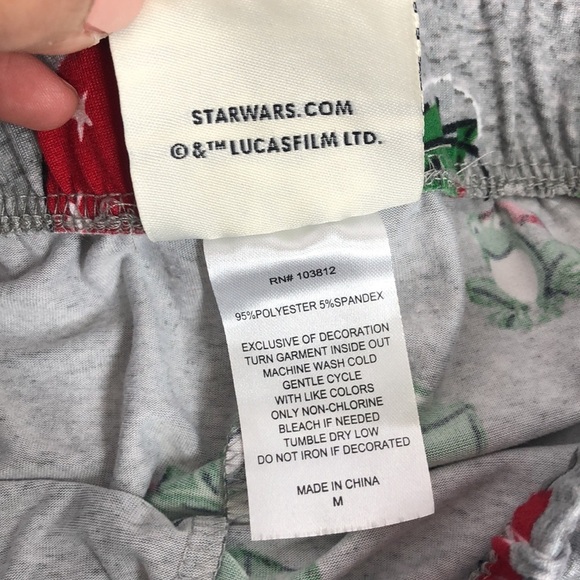 STARWARS.COM
©&™ LUCASFILM LTD.
RN# 103812
95%POLYESTER 5%SPANDEX
EXCLUSIVE OF DECORATION
TURN GARMENT INSIDE OUT
MACHINE WASH COLD
GENTLE CYCLE
WITH LIKE COLORS
ONLY NON-CHLORINE
BLEACH IF NEEDED
TUMBLE DRY LOW
DO NOT IRON IF DECORATED
MADE IN CHINA
M